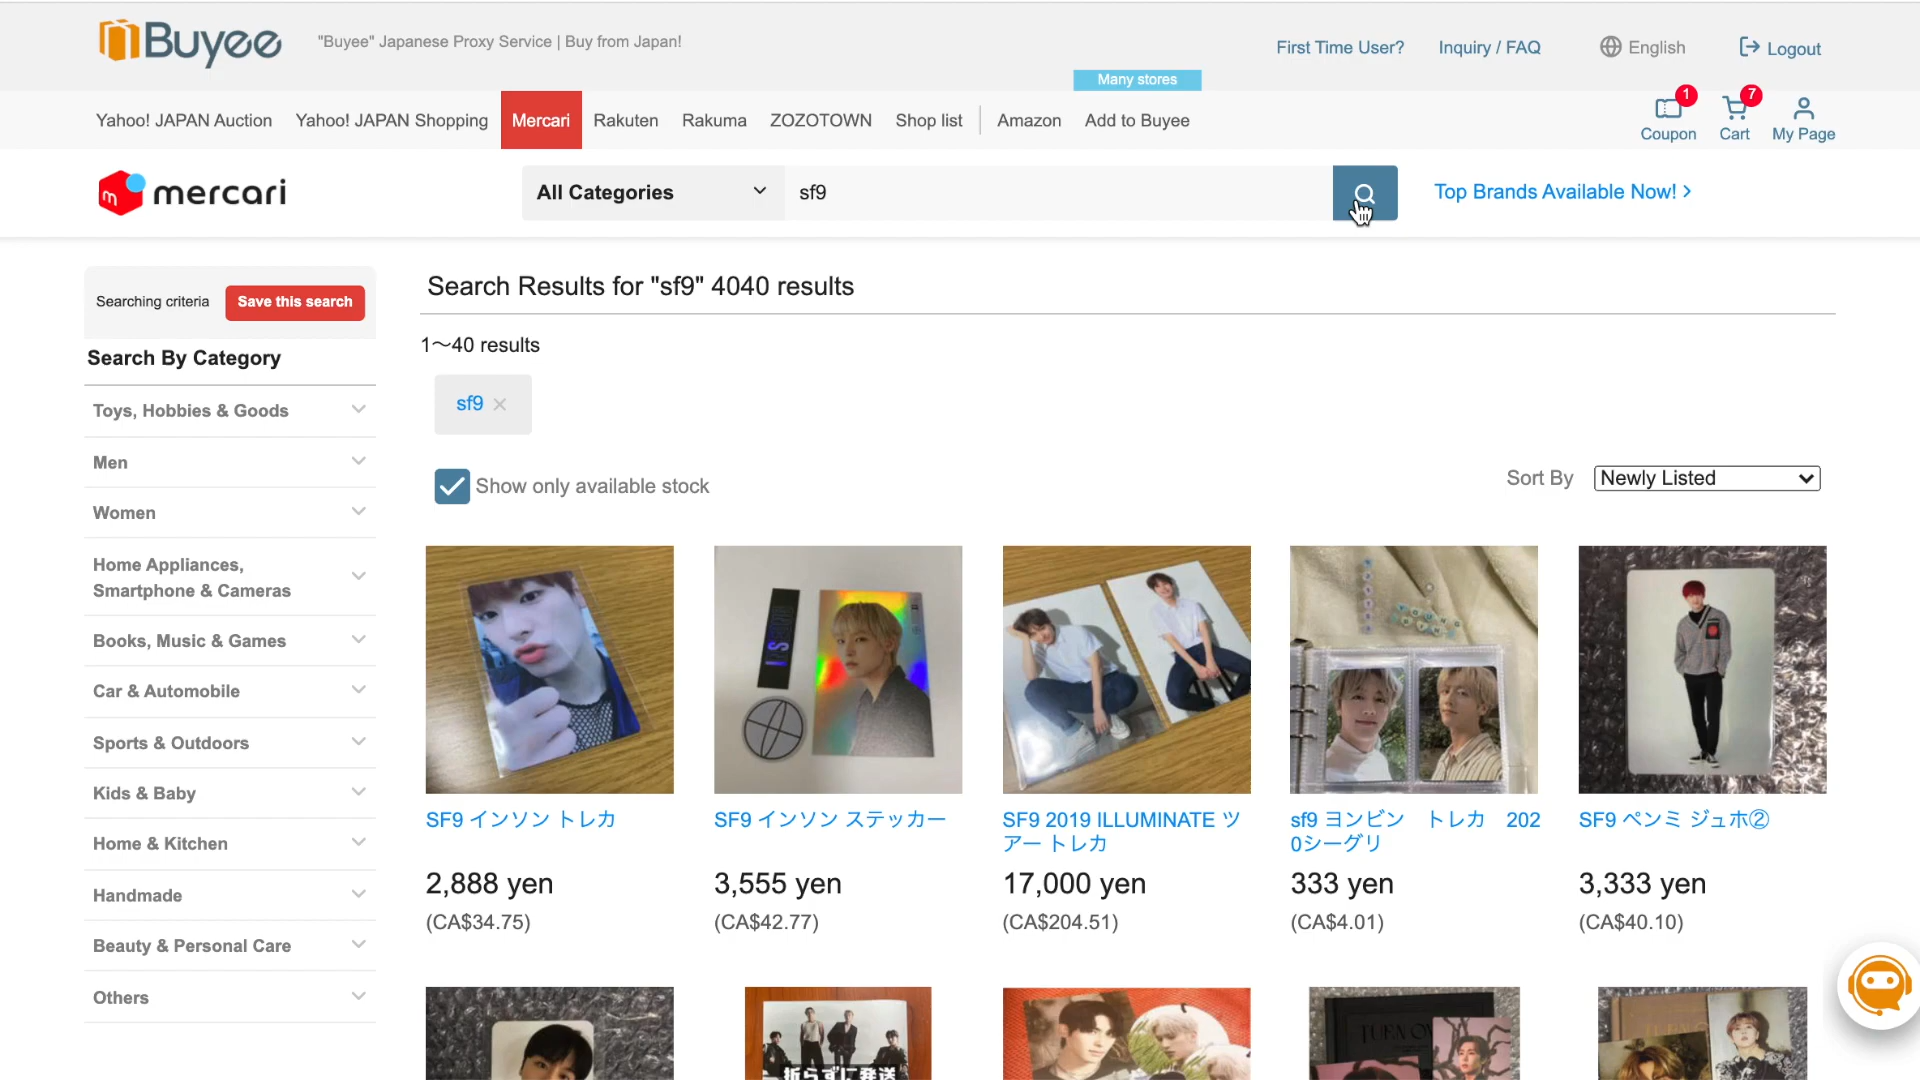 Buyee
"Buyee" Japanese Proxy Service | Buy from Japan!
First Time User?
Inquiry / FAQ
English
Logout
Many stores
Yahoo! JAPAN Auction
Yahoo! JAPAN Shopping
Mercari
Rakuten
Rakuma
ZOZOTOWN
Shop list
Amazon
Add to Buyee
1
Coupon
7
Cart
My Page
mercari
All Categories
sf9
Top Brands Available Now! >
Searching criteria
Save this search
Search Results for "sf9" 4040 results
1〜40 results
sf9 ×
Show only available stock
Sort By
Newly Listed
Search By Category
Toys, Hobbies & Goods
Men
Women
Home Appliances,
Smartphone & Cameras
Books, Music & Games
Car & Automobile
Sports & Outdoors
Kids & Baby
Home & Kitchen
Handmade
Beauty & Personal Care
Others
SF9 インソン トレカ
2,888 yen
(CA$34.75)
SF9 インソン ステッカー
3,555 yen
(CA$42.77)
SF9 2019 ILLUMINATE ツ
アー トレカ
17,000 yen
(CA$204.51)
sf9 ヨンビン　トレカ　202
0シーグリ
333 yen
(CA$4.01)
SF9 ペンミ ジュホ②
3,333 yen
(CA$40.10)
折らずに発送